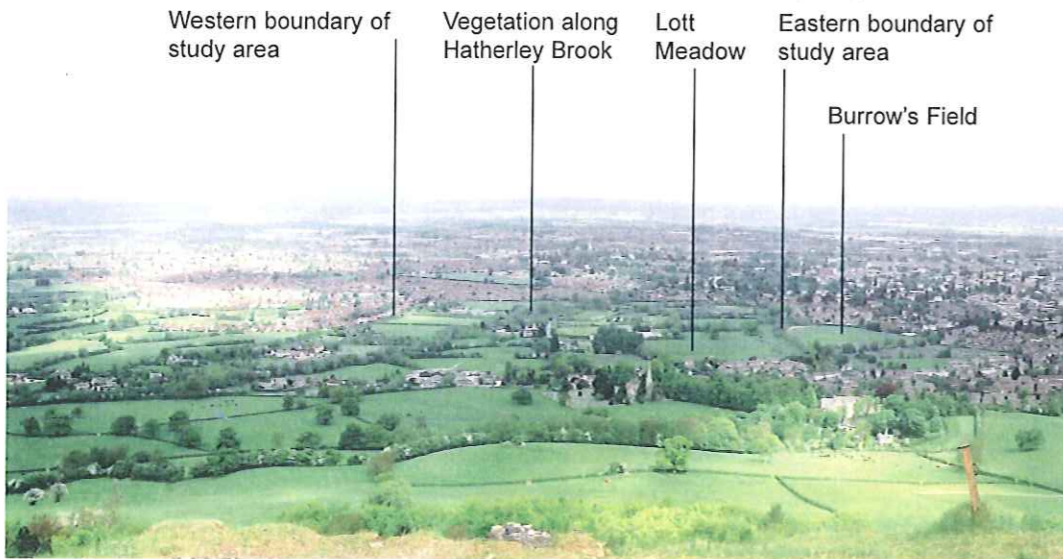 Western boundary of
study area
Vegetation along
Hatherley Brook
Lott
Meadow
Eastern boundary of
study area
Burrow's Field